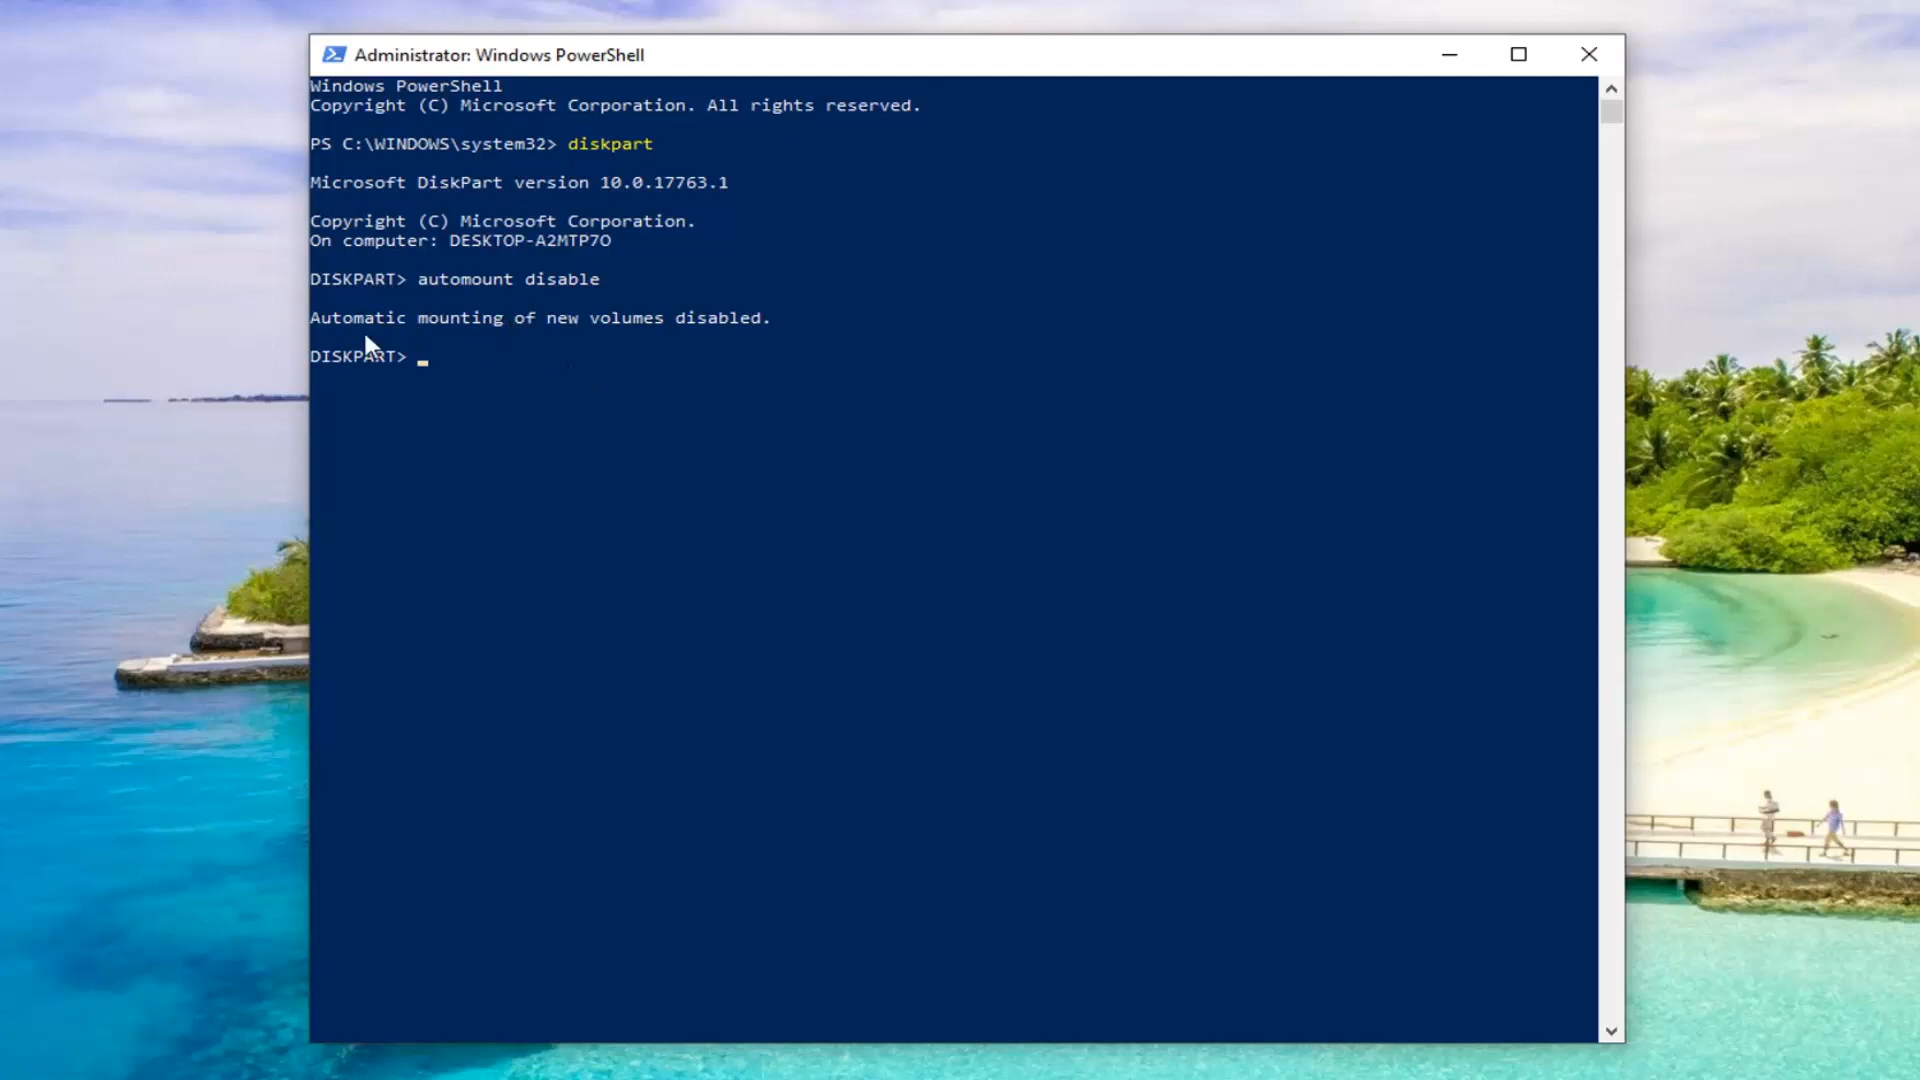 Administrator: Windows PowerShell
Windows PowerShell
Copyright (C) Microsoft Corporation. All rights reserved.
PS C:\WINDOWS\system32> diskpart
Microsoft DiskPart version 10.0.17763.1
Copyright (C) Microsoft Corporation.
On computer: DESKTOP-A2MTP7O
DISKPART> automount disable
Automatic mounting of new volumes disabled.
DISKPART>